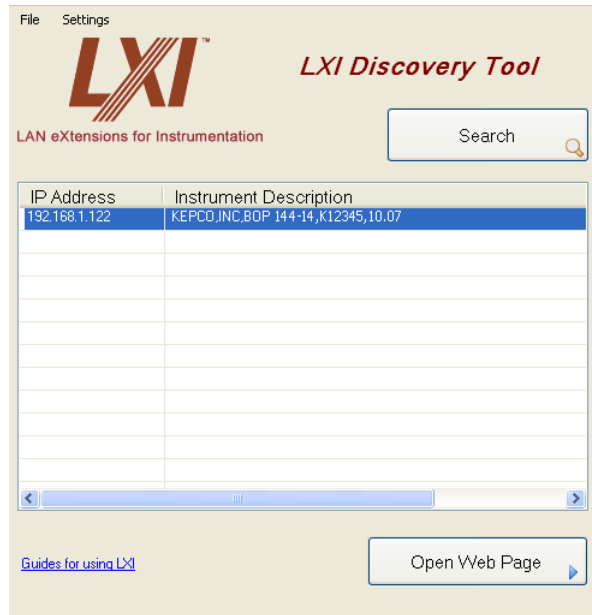 File Settings
LXI™
LXI Discovery Tool
LAN eXtensions for Instrumentation
Search
IP Address Instrument Description
192.168.1.122 KEPCO,INC,BOP 144-14,K12345,10.07
Guides for using LXI
Open Web Page